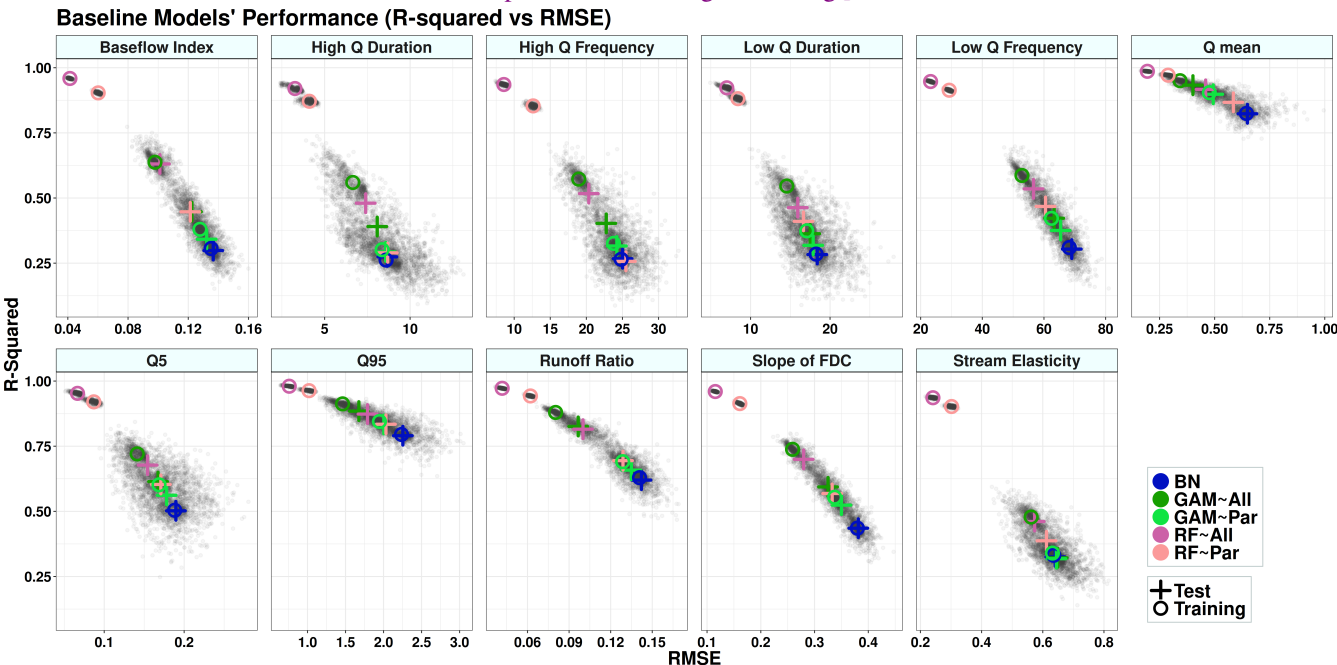 Baseline Models' Performance (R-squared vs RMSE)
Baseflow Index
High Q Duration
High Q Frequency
Low Q Duration
Low Q Frequency
Q mean
1.00
0.75
0.50
0.25
0.04 0.08 0.12 0.16
5 10
10 15 20 25 30
10 20
20 40 60 80
0.25 0.50 0.75 1.00
R-Squared
Q5
Q95
Runoff Ratio
Slope of FDC
Stream Elasticity
1.00
0.75
0.50
0.25
0.1 0.2
1.0 1.5 2.0 2.5 3.0
0.06 0.09 0.12 0.15
0.1 0.2 0.3 0.4
0.2 0.4 0.6 0.8
RMSE
BN
GAM~All
GAM~Par
RF~All
RF~Par
Test
Training